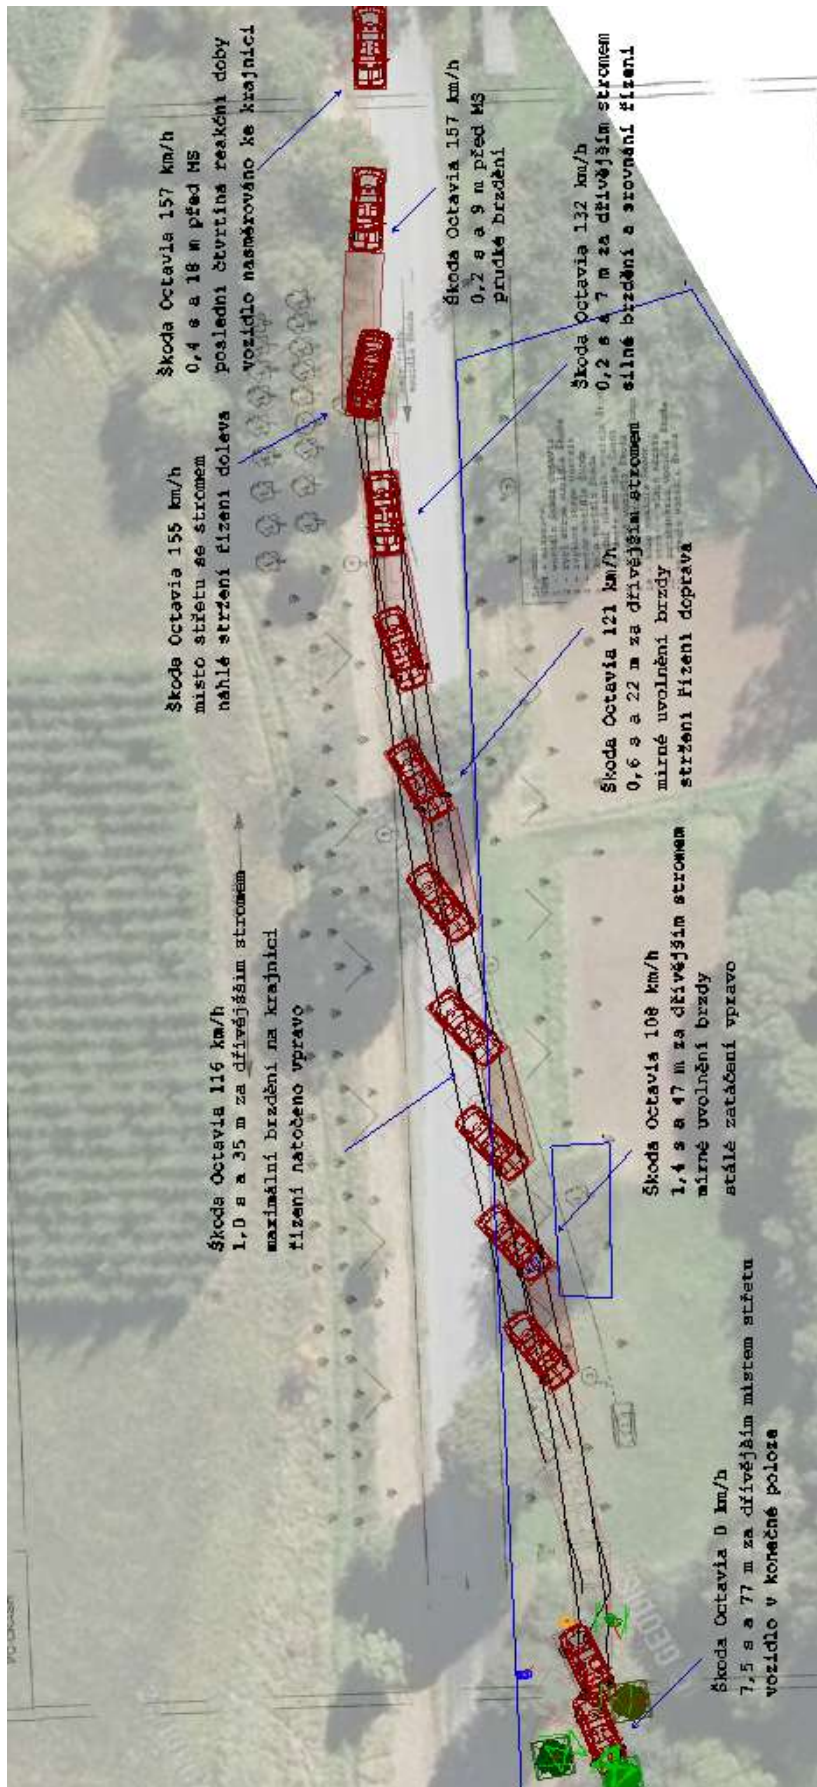 Škoda Octavia 157 km/h
0,4 s a 18 m před MS
poslední čtvrtina reakční doby
vozidlo nasměrováno ke krajnici
Škoda Octavia 157 km/h
0,2 s a 9 m před MS
prudké brzdění
Škoda Octavia 155 km/h
místo střetu se stromem
náhlé stržení řízení doleva
Škoda Octavia 132 km/h
0,2 s a 7 m za dřívějším stromem
silné brzdění a srovnání řízení
Škoda Octavia 121 km/h
0,6 s a 22 m za dřívějším stromem
mírné uvolnění brzdy
stržení řízení doprava
Škoda Octavia 116 km/h
1,0 s a 35 m za dřívějším stromem
maximální brzdění na krajnici
řízení natočeno vpravo
Škoda Octavia 108 km/h
1,4 s a 47 m za dřívějším stromem
mírné uvolnění brzdy
stálé zatáčení vpravo
Škoda Octavia 0 km/h
7,5 s a 77 m za dřívějším místem střetu
vozidlo v konečné poloze
GEODIS